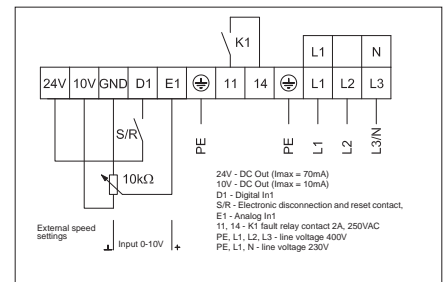 K1
L1 N
24V 10V GND D1 E1 11 14 L1 L2 L3
S/R
PE PE L1 L2 L3/N
10kΩ
24V - DC Out (Imax = 70mA)
10V - DC Out (Imax = 10mA)
D1 - Digital In1
S/R - Electronic disconnection and reset contact,
E1 - Analog In1
11, 14 - K1 fault relay contact 2A, 250VAC
PE, L1, L2, L3 - line voltage 400V
PE, L1, N - line voltage 230V
External speed
settings
Input 0-10V +